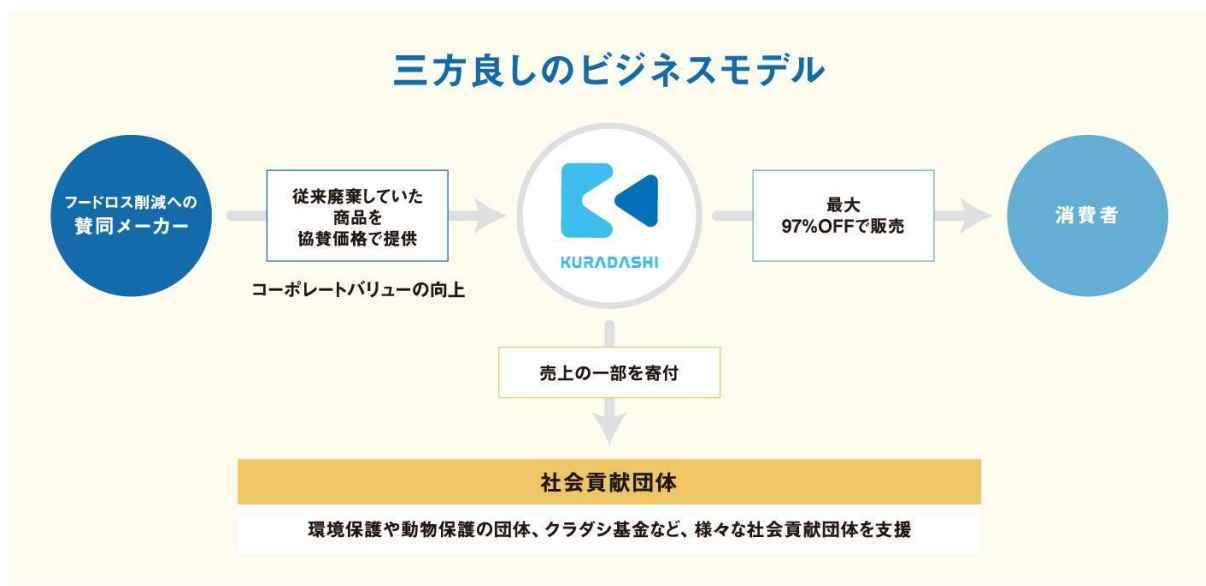 三方良しのビジネスモデル
フードロス削減への
賛同メーカー
従来廃棄していた
商品を
協賛価格で提供
コーポレートバリューの向上
KURADASHI
最大
97%OFFで販売
消費者
売上の一部を寄付
社会貢献団体
環境保護や動物保護の団体、クラダシ基金など、様々な社会貢献団体を支援